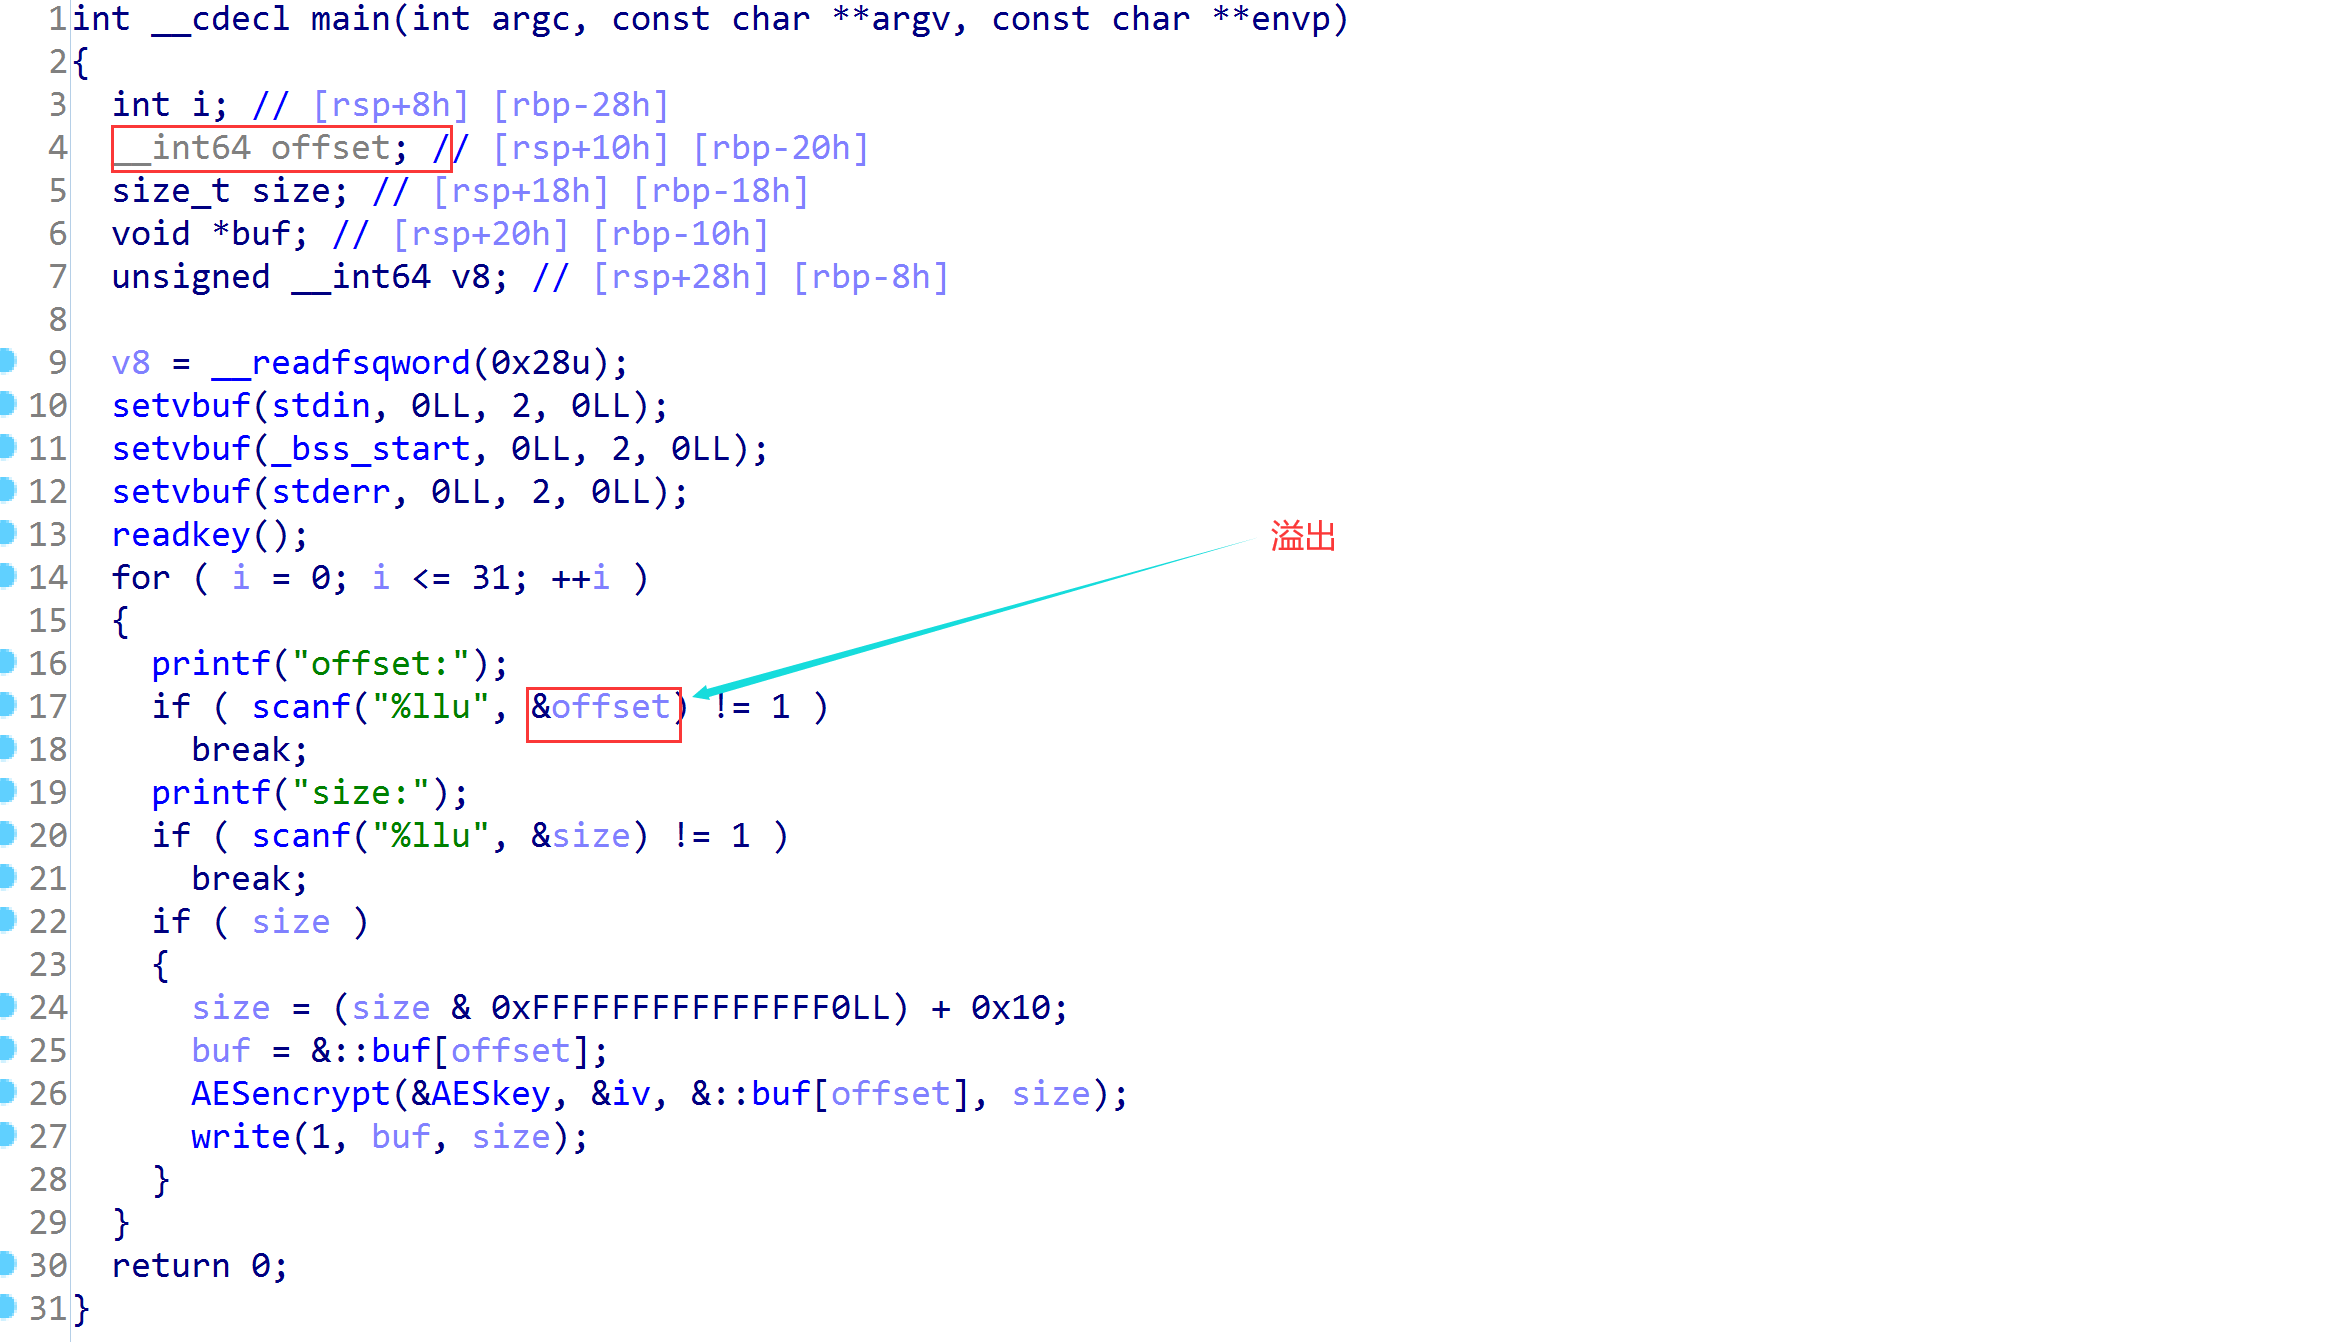 1 int __cdecl main(int argc, const char **argv, const char **envp)
2 {
3   int i; // [rsp+8h] [rbp-28h]
4   __int64 offset; // [rsp+10h] [rbp-20h]
5   size_t size; // [rsp+18h] [rbp-18h]
6   void *buf; // [rsp+20h] [rbp-10h]
7   unsigned __int64 v8; // [rsp+28h] [rbp-8h]
8
9   v8 = __readfsqword(0x28u);
10   setvbuf(stdin, 0LL, 2, 0LL);
11   setvbuf(_bss_start, 0LL, 2, 0LL);
12   setvbuf(stderr, 0LL, 2, 0LL);
13   readkey();
溢出
14   for ( i = 0; i <= 31; ++i )
15   {
16     printf("offset:");
17     if ( scanf("%llu", &offset) != 1 )
18       break;
19     printf("size:");
20     if ( scanf("%llu", &size) != 1 )
21       break;
22     if ( size )
23     {
24       size = (size & 0xFFFFFFFFFFFFFFF0LL) + 0x10;
25       buf = &::buf[offset];
26       AESencrypt(&AESkey, &iv, &::buf[offset], size);
27       write(1, buf, size);
28     }
29   }
30   return 0;
31 }